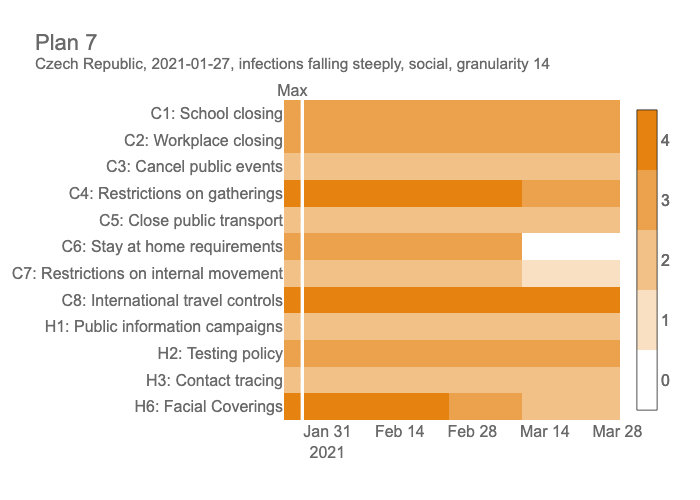 Plan 7
Czech Republic, 2021-01-27, infections falling steeply, social, granularity 14
Max
C1: School closing
C2: Workplace closing
C3: Cancel public events
C4: Restrictions on gatherings
C5: Close public transport
C6: Stay at home requirements
C7: Restrictions on internal movement
C8: International travel controls
H1: Public information campaigns
H2: Testing policy
H3: Contact tracing
H6: Facial Coverings
Jan 31 Feb 14 Feb 28 Mar 14 Mar 28
2021
4
3
2
1
0